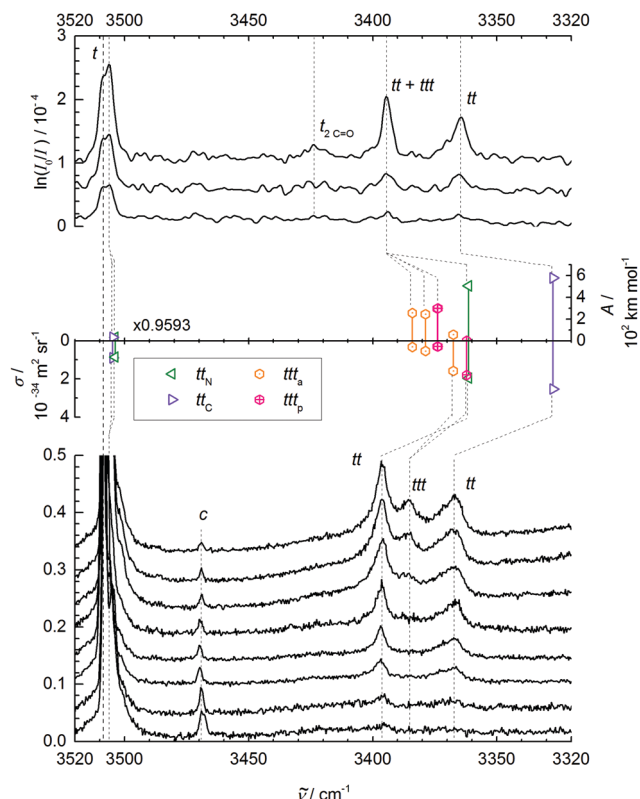 3520 3500 3450 3400 3350 3320
3
t
tt + ttt
tt
2
t2 C=O
ln(I0/I) / 10-4
1
0
6
4
2
0
A / 10² km mol-1
x0.9593
0
2
4
σ / 10-34 m² sr-1
ttN ttta
ttC tttp
0.5
tt
ttt
tt
c
0.4
0.3
0.2
0.1
0.0
3520 3500 3450 3400 3350 3320
ν̃ / cm-1